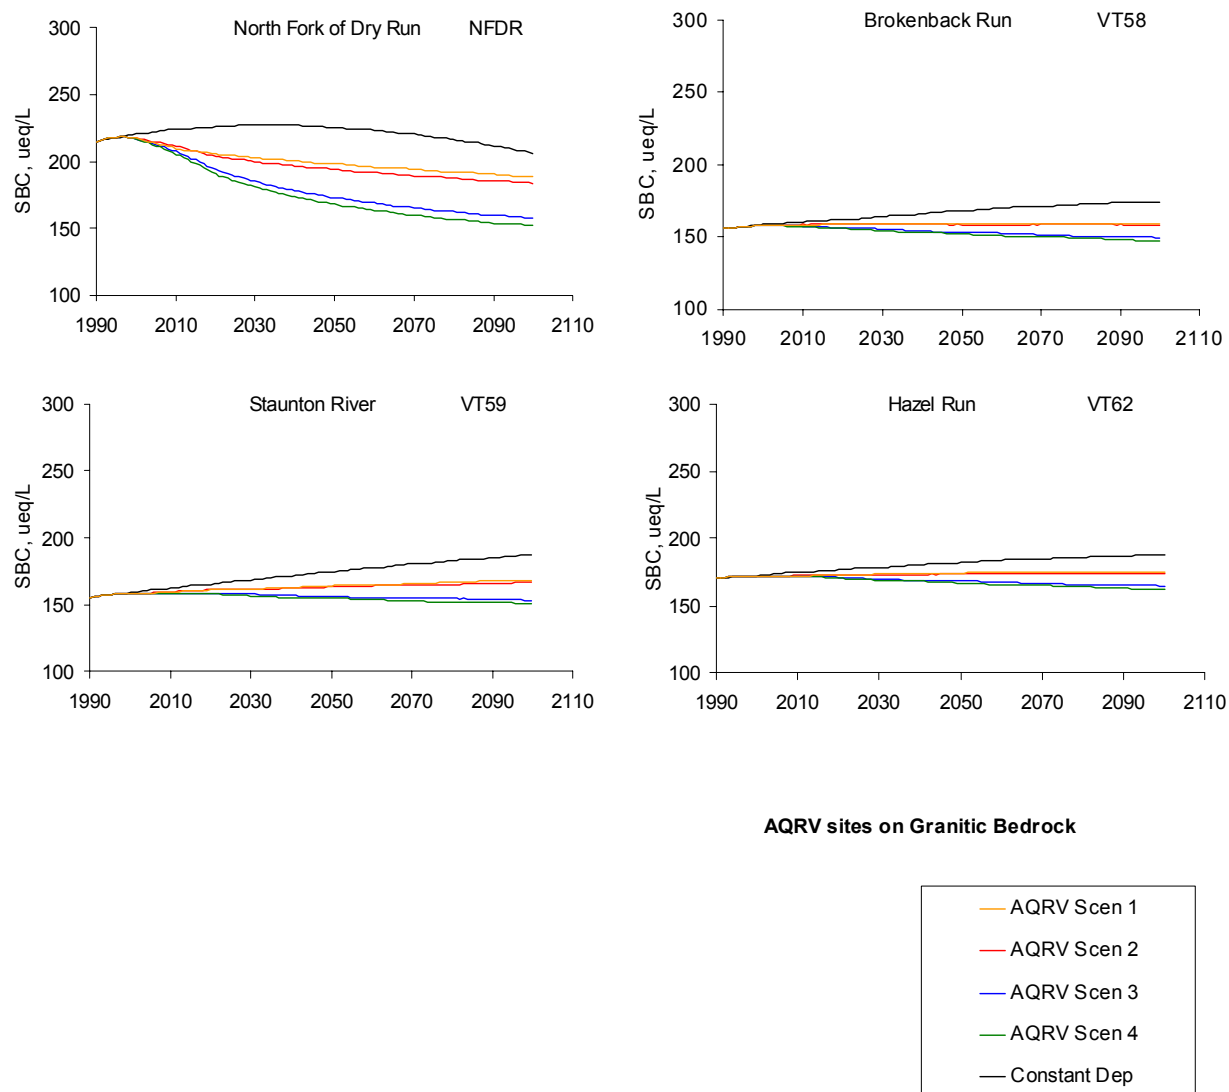 North Fork of Dry Run NFDR
SBC, ueq/L
300
250
200
150
100
1990 2010 2030 2050 2070 2090 2110
Brokenback Run VT58
SBC, ueq/L
300
250
200
150
100
1990 2010 2030 2050 2070 2090 2110
Staunton River VT59
SBC, ueq/L
300
250
200
150
100
1990 2010 2030 2050 2070 2090 2110
Hazel Run VT62
SBC, ueq/L
300
250
200
150
100
1990 2010 2030 2050 2070 2090 2110
AQRV sites on Granitic Bedrock
AQRV Scen 1
AQRV Scen 2
AQRV Scen 3
AQRV Scen 4
Constant Dep